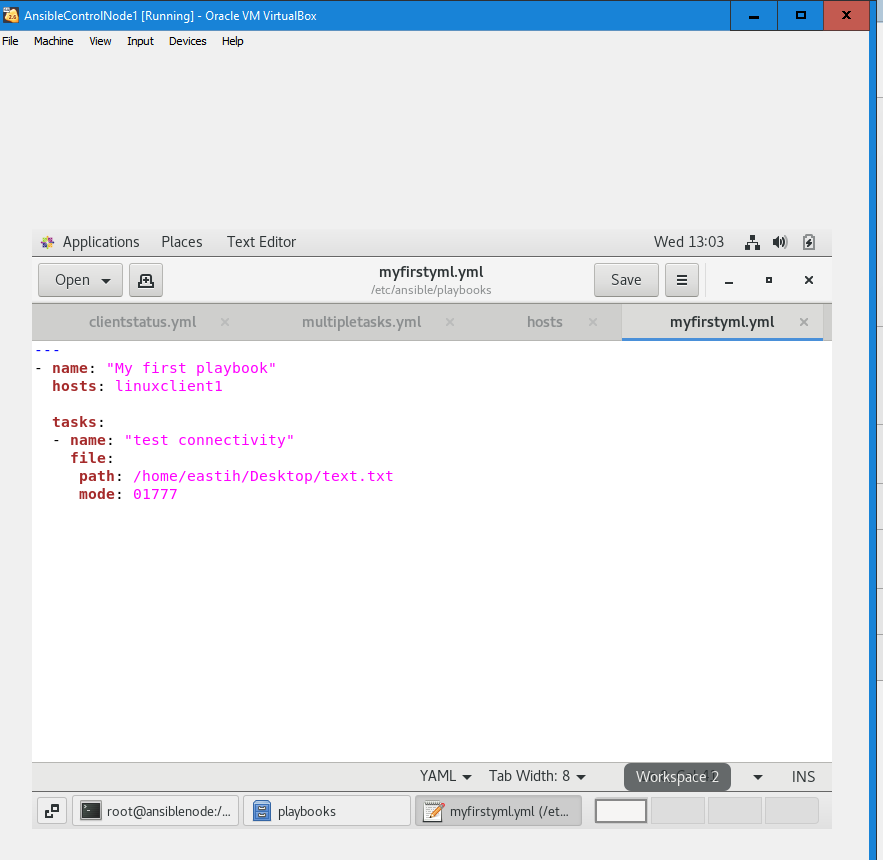 AnsibleControlNode1 [Running] - Oracle VM VirtualBox
File Machine View Input Devices Help
Applications Places Text Editor Wed 13:03
Open myfirstyml.yml Save
/etc/ansible/playbooks
clientstatus.yml multipletasks.yml hosts myfirstyml.yml
---
- name: "My first playbook"
  hosts: linuxclient1
  tasks:
  - name: "test connectivity"
    file:
     path: /home/eastih/Desktop/text.txt
     mode: 01777
YAML Tab Width: 8 Workspace 2 INS
root@ansiblenode:/... playbooks myfirstyml.yml (/et...